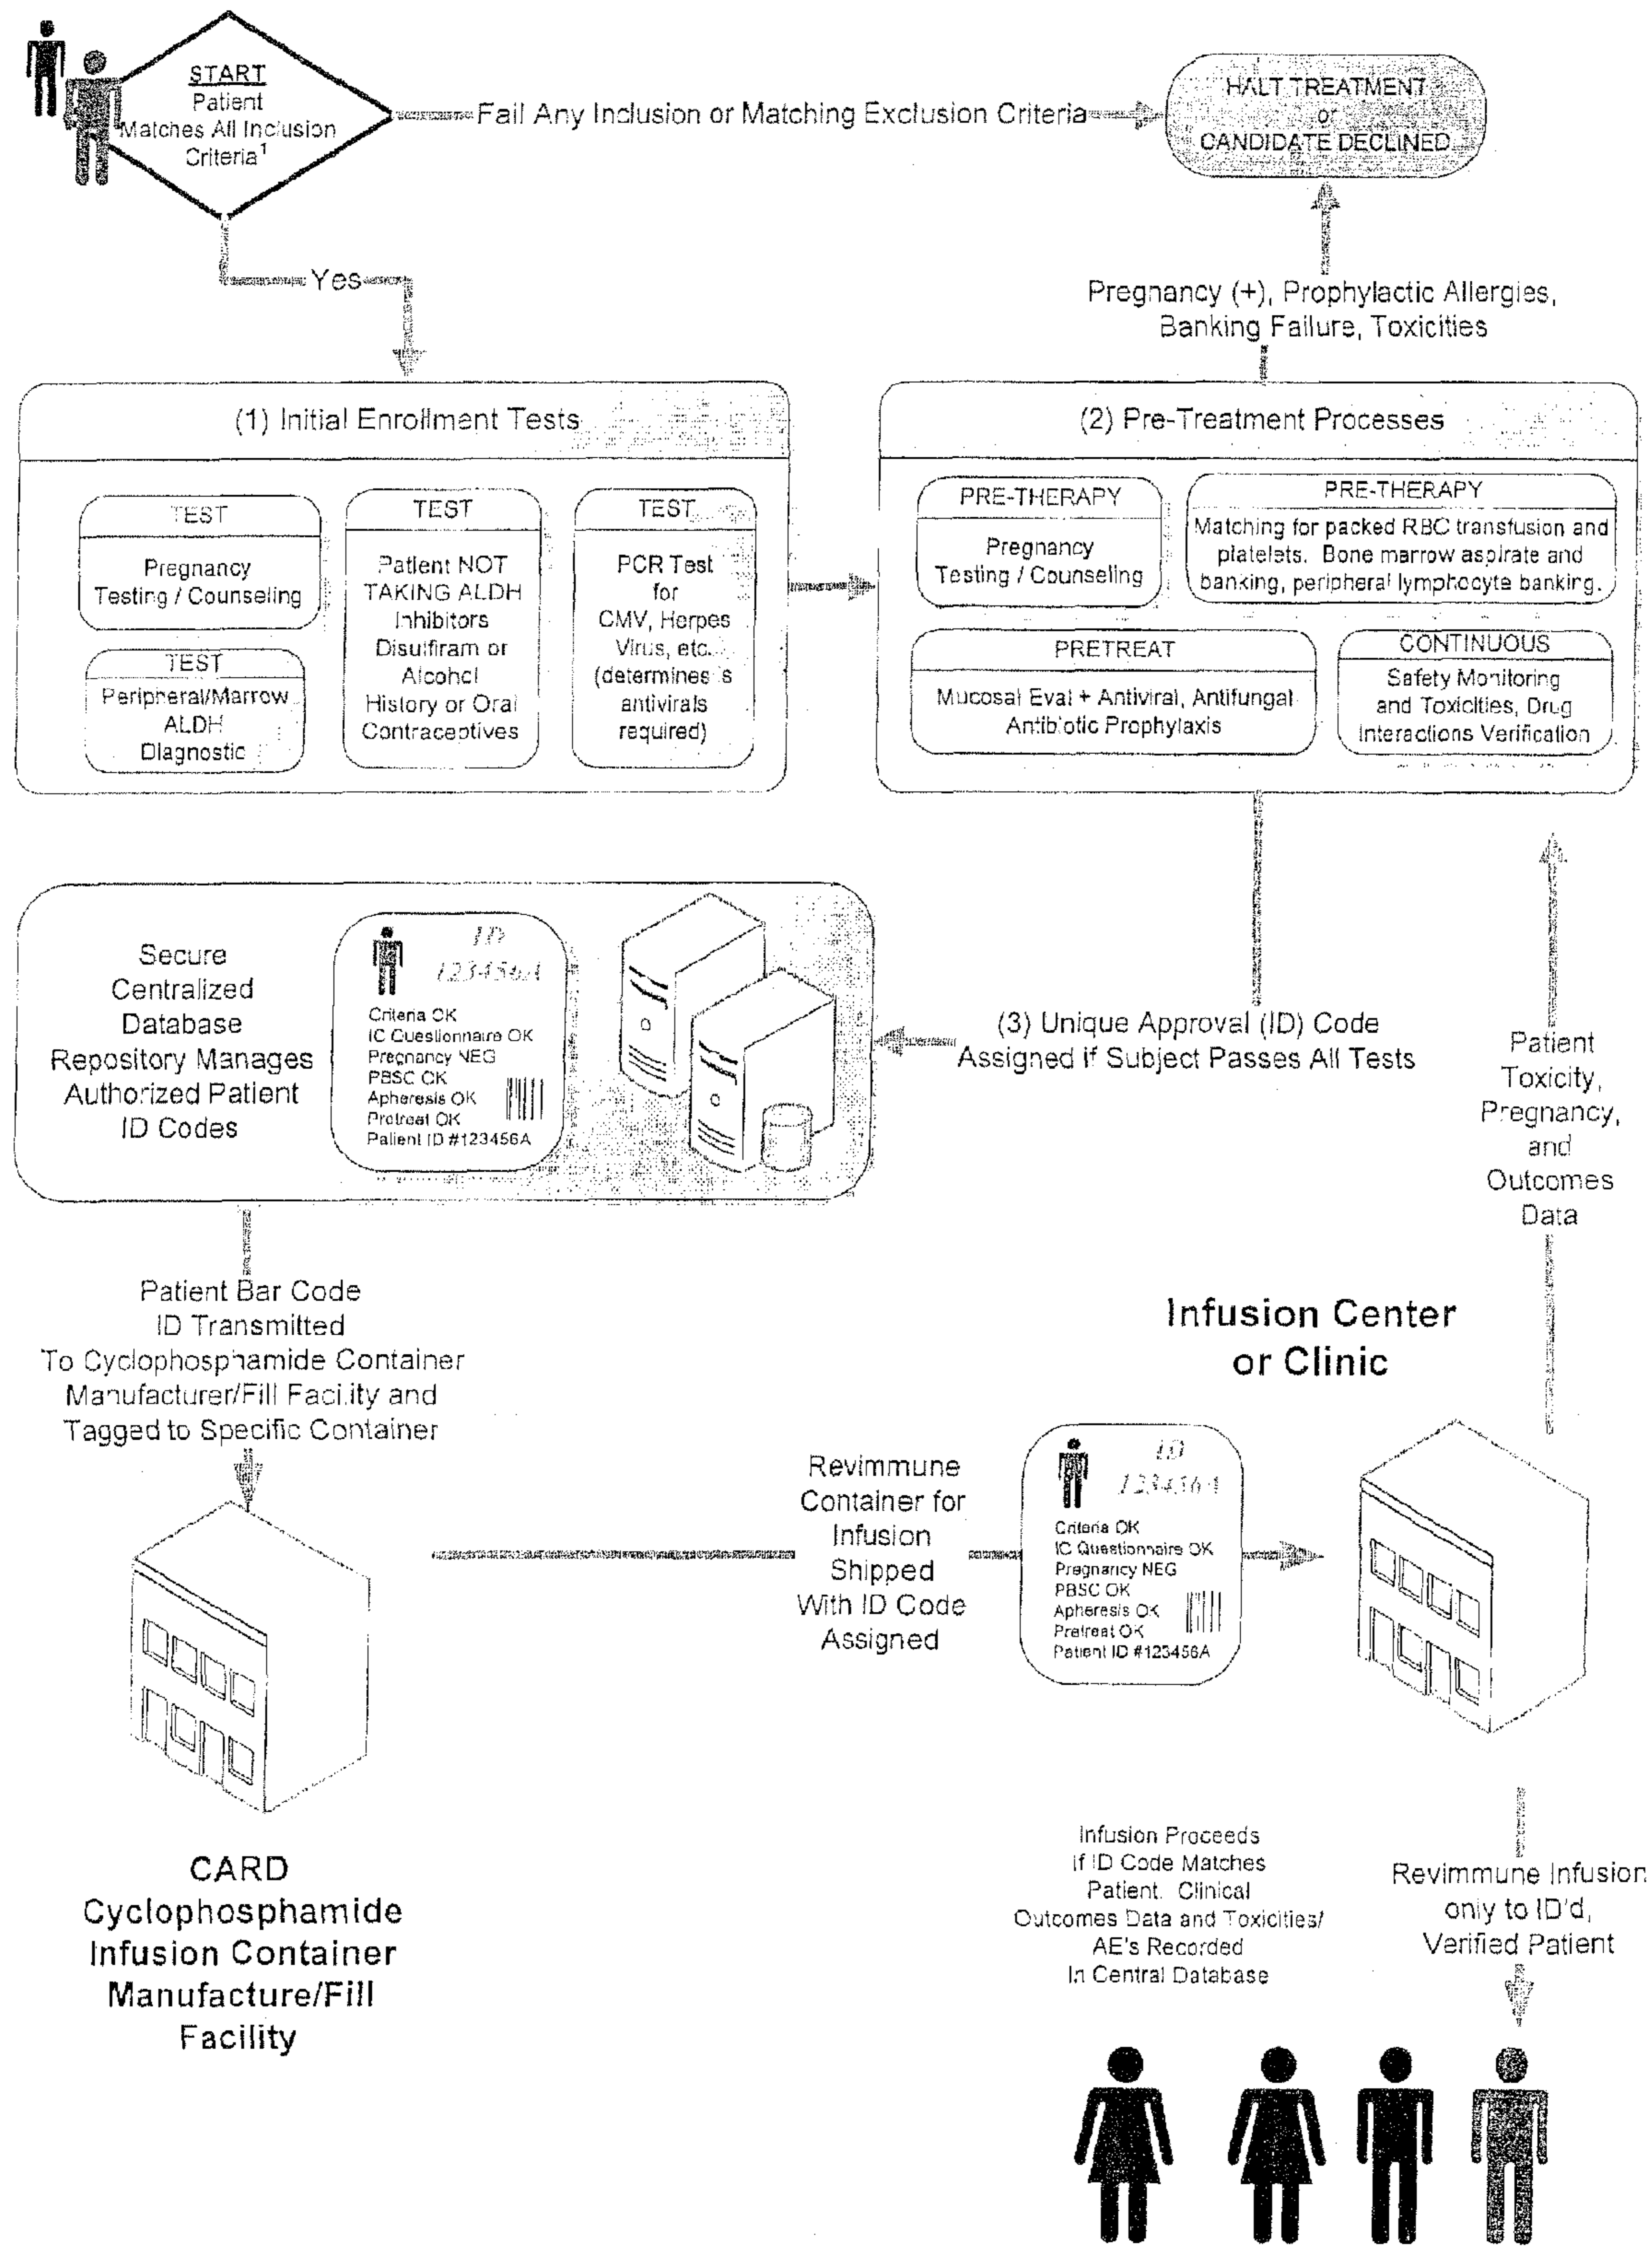 START
Patient
Matches All Inclusion
Criteria1
Fail Any Inclusion or Matching Exclusion Criteria
HALT TREATMENT
or
CANDIDATE DECLINED
Yes
Pregnancy (+), Prophylactic Allergies,
Banking Failure, Toxicities
(1) Initial Enrollment Tests
TEST
Pregnancy
Testing / Counseling
TEST
Peripheral/Marrow
ALDH
Diagnostic
TEST
Patient NOT
TAKING ALDH
Inhibitors
Disulfiram or
Alcohol
History or Oral
Contraceptives
TEST
PCR Test
for
CMV, Herpes
Virus, etc.
(determines
antivirals
required)
(2) Pre-Treatment Processes
PRE-THERAPY
Pregnancy
Testing / Counseling
PRE-THERAPY
Matching for packed RBC transfusion and
platelets. Bone marrow aspirate and
banking, peripheral lymphocyte banking.
PRETREAT
Mucosal Eval + Antiviral, Antifungal
Antibiotic Prophylaxis
CONTINUOUS
Safety Monitoring
and Toxicities, Drug
Interactions Verification
Secure
Centralized
Database
Repository Manages
Authorized Patient
ID Codes
ID
123456A
Criteria OK
IC Questionnaire OK
Pregnancy NEG
PBSC OK
Apheresis OK
Pretreat OK
Patient ID #123456A
(3) Unique Approval (ID) Code
Assigned if Subject Passes All Tests
Patient
Toxicity,
Pregnancy,
and
Outcomes
Data
Patient Bar Code
ID Transmitted
To Cyclophosphamide Container
Manufacturer/Fill Facility and
Tagged to Specific Container
Infusion Center
or Clinic
Revimmune
Container for
Infusion
Shipped
With ID Code
Assigned
ID
123456A
Criteria OK
IC Questionnaire OK
Pregnancy NEG
PBSC OK
Apheresis OK
Pretreat OK
Patient ID #123456A
CARD
Cyclophosphamide
Infusion Container
Manufacture/Fill
Facility
Infusion Proceeds
if ID Code Matches
Patient. Clinical
Outcomes Data and Toxicities/
AE's Recorded
In Central Database
Revimmune Infusion
only to ID'd,
Verified Patient